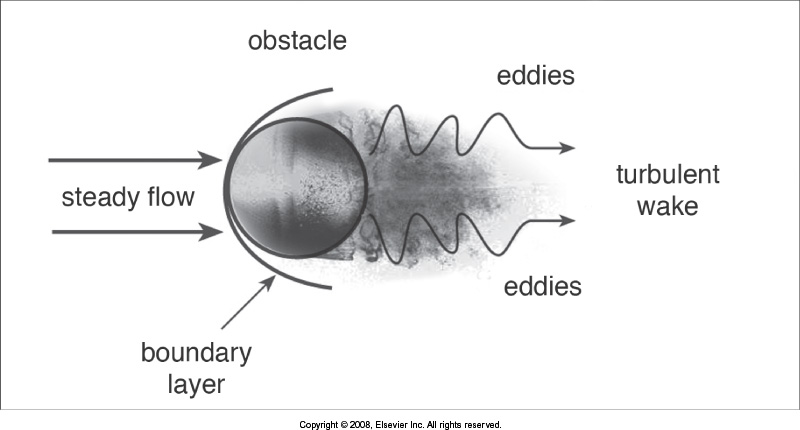 obstacle
eddies
steady flow
turbulent
wake
eddies
boundary
layer
Copyright © 2008, Elsevier Inc. All rights reserved.